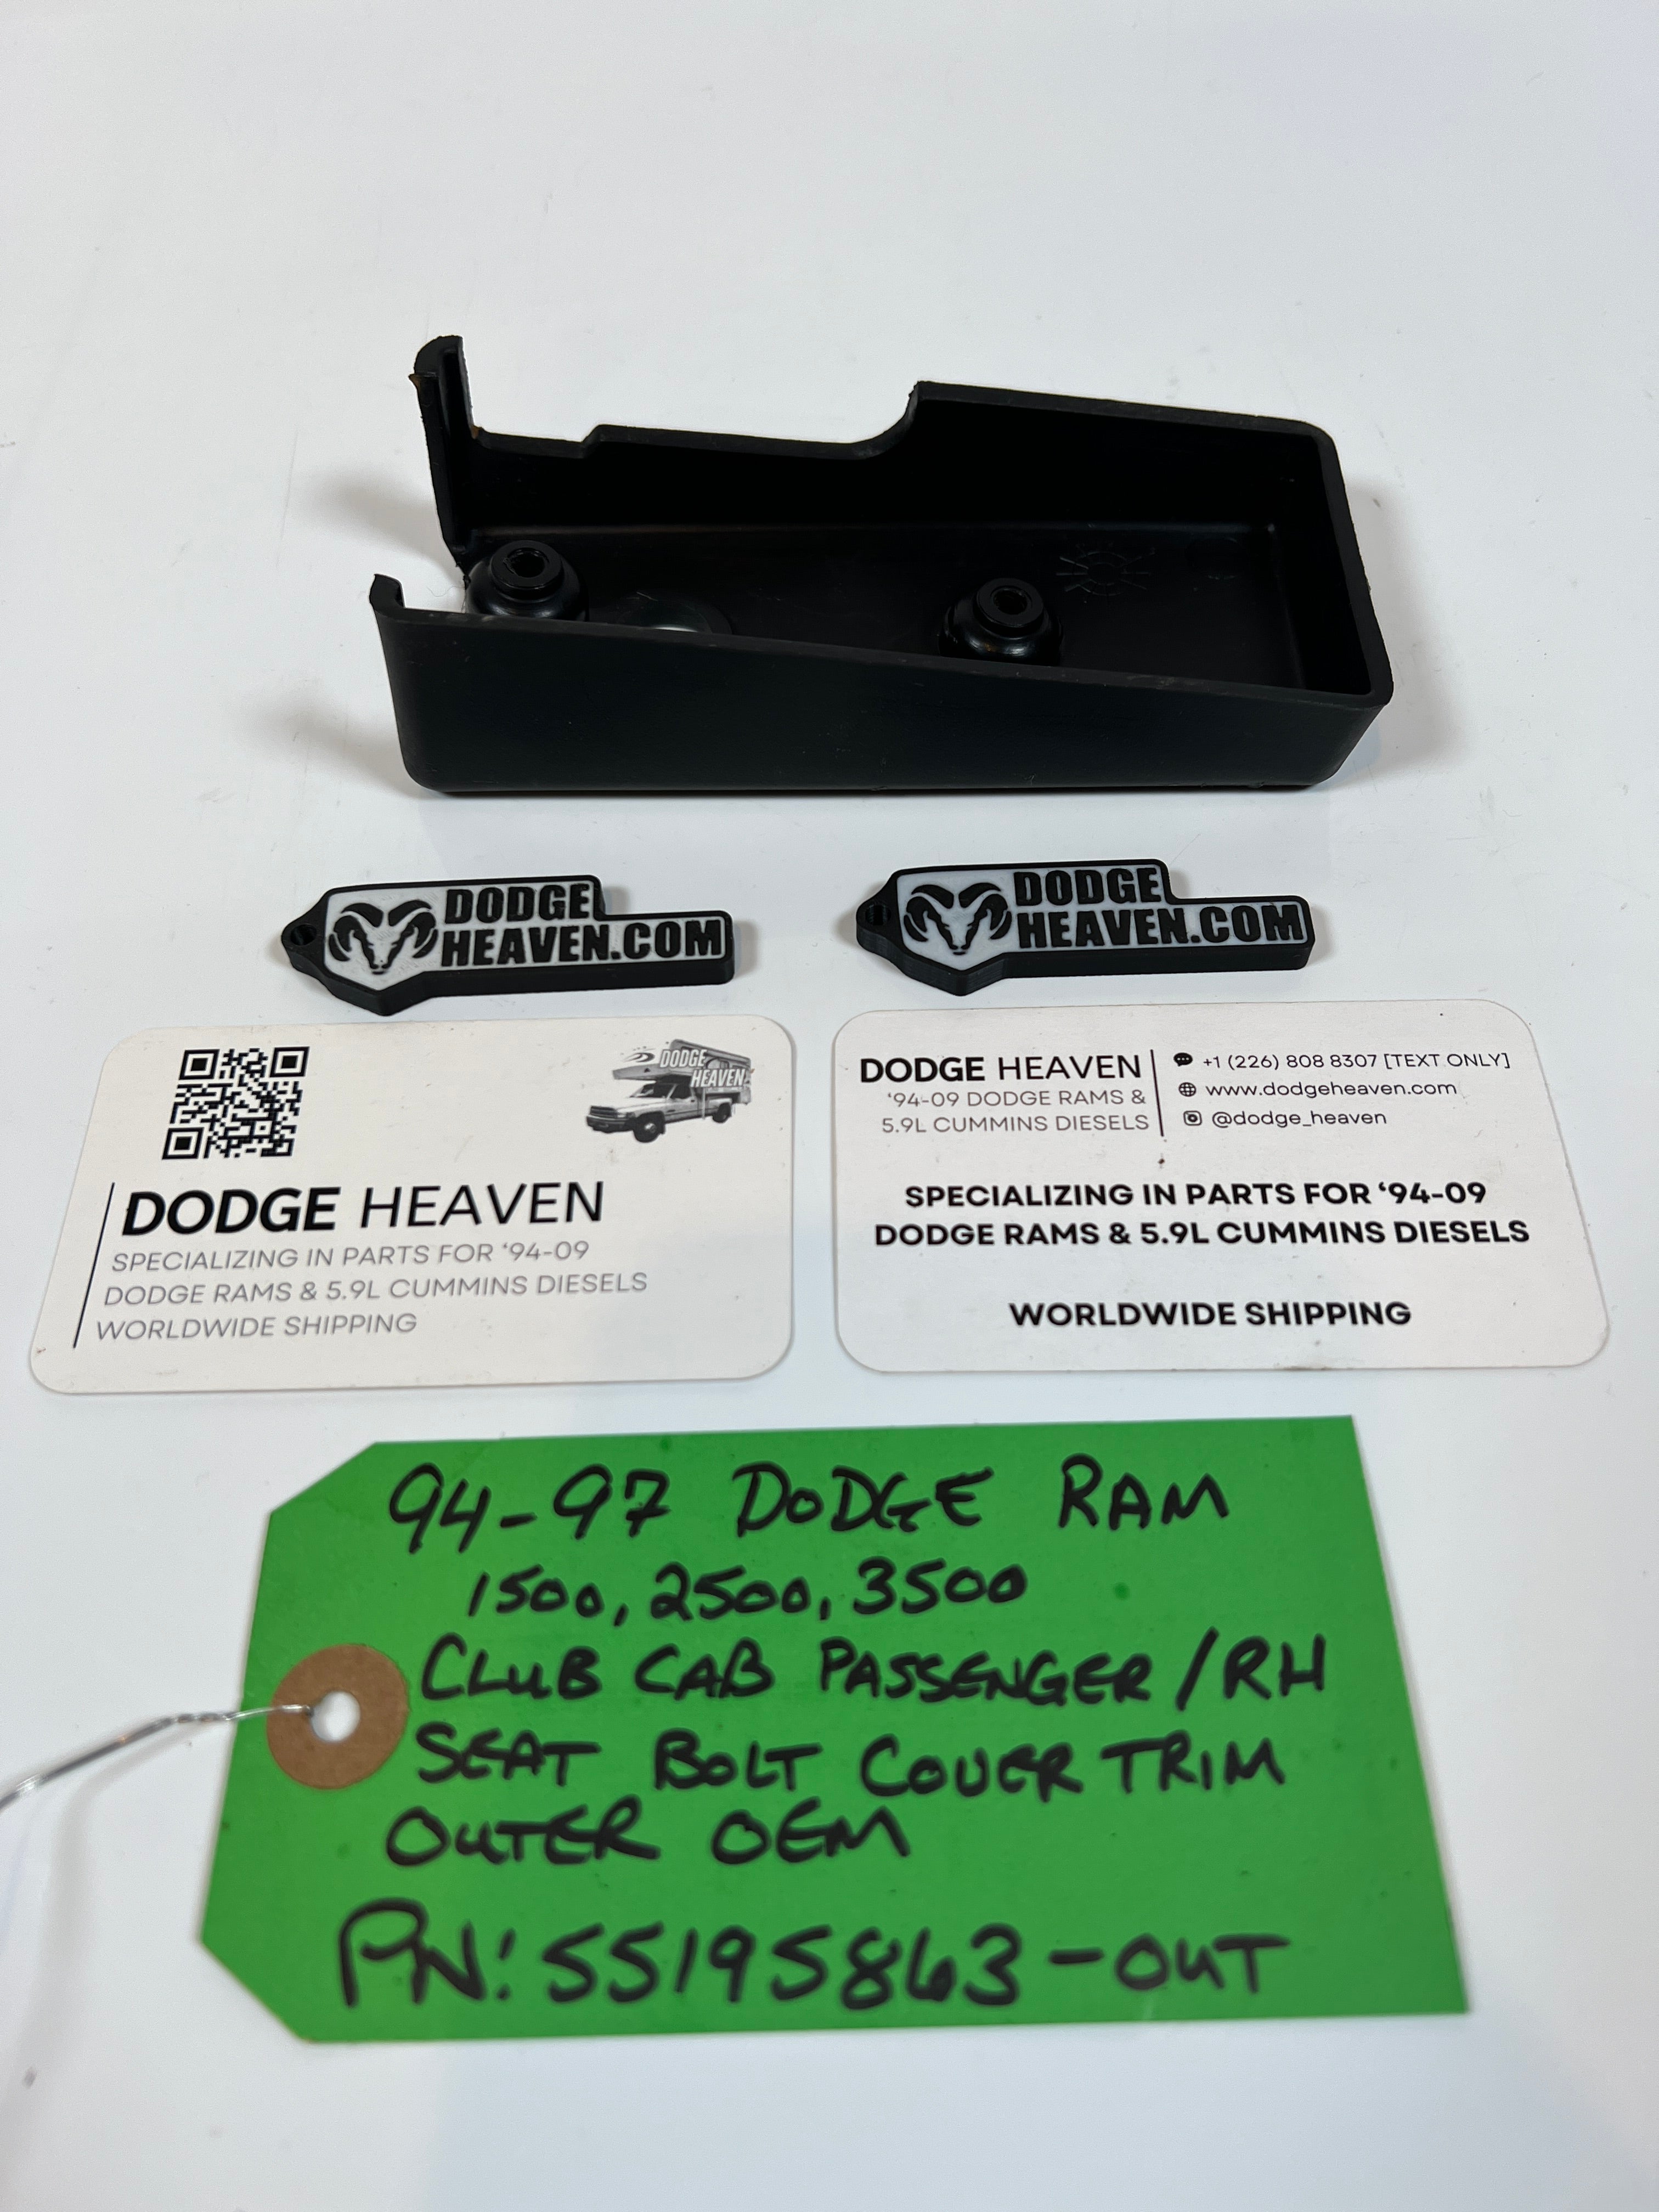 DODGE
HEAVEN.COM
DODGE
HEAVEN.COM
DODGE
HEAVEN
DODGE HEAVEN
SPECIALIZING IN PARTS FOR ‘94-09
DODGE RAMS & 5.9L CUMMINS DIESELS
WORLDWIDE SHIPPING
DODGE HEAVEN
‘94-09 DODGE RAMS &
5.9L CUMMINS DIESELS
+1 (226) 808 8307 [TEXT ONLY]
www.dodgeheaven.com
@dodge_heaven
SPECIALIZING IN PARTS FOR ‘94-09
DODGE RAMS & 5.9L CUMMINS DIESELS
WORLDWIDE SHIPPING
94-97 DODGE RAM
1500, 2500, 3500
CLUB CAB PASSENGER/RH
SEAT BOLT COVER TRIM
OUTER OEM
PN: 55195863-OUT